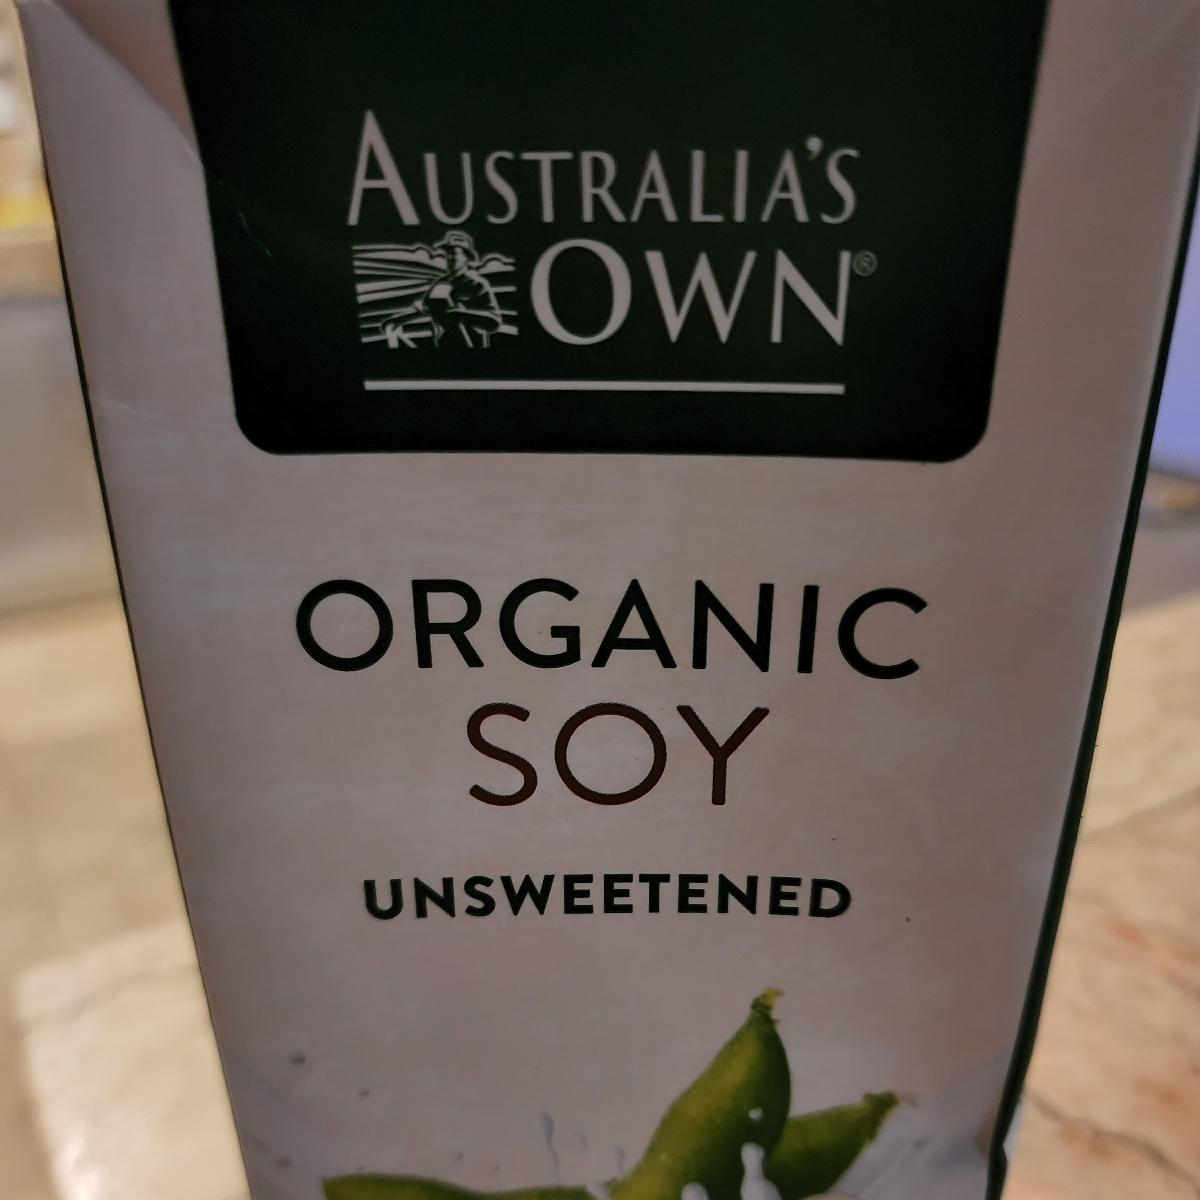 AUSTRALIA'S
OWN®
ORGANIC
SOY
UNSWEETENED